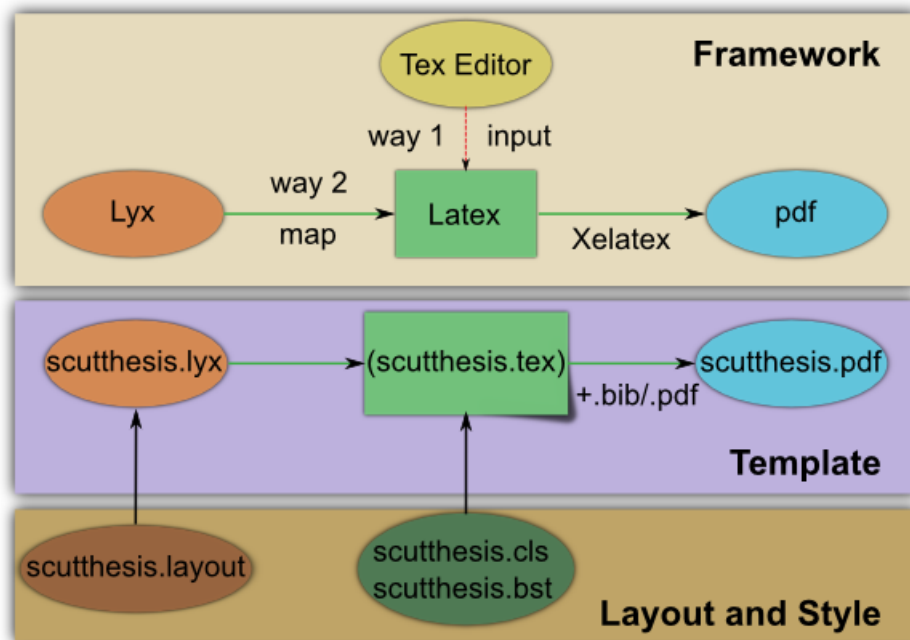 Framework
Tex Editor
way 1 input
way 2
Lyx
map
Latex
Xelatex
pdf
scutthesis.lyx
(scutthesis.tex)
+.bib/.pdf
scutthesis.pdf
Template
scutthesis.layout
scutthesis.cls
scutthesis.bst
Layout and Style